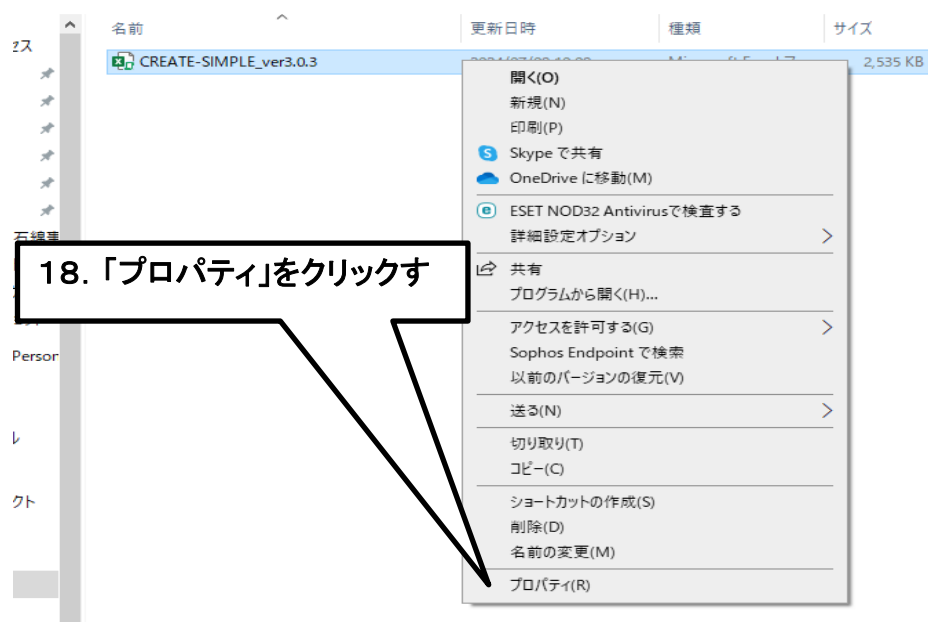 名前
更新日時
種類
サイズ
セス
CREATE-SIMPLE_ver3.0.3
2,535 KB
開く(O)
新規(N)
印刷(P)
Skype で共有
OneDrive に移動(M)
ESET NOD32 Antivirusで検査する
詳細設定オプション
共有
プログラムから開く(H)...
アクセスを許可する(G)
Sophos Endpoint で検索
以前のバージョンの復元(V)
送る(N)
切り取り(T)
コピー(C)
ショートカットの作成(S)
削除(D)
名前の変更(M)
プロパティ(R)
18．「プロパティ」をクリックす
石綿事
Person
ル
クト